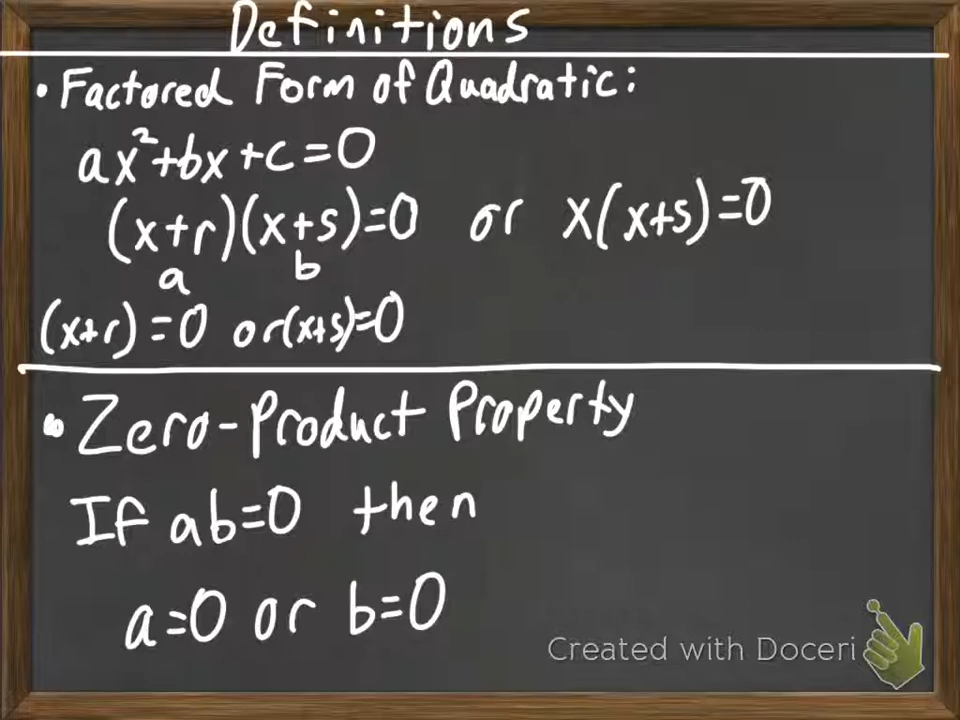 Definitions
• Factored Form of Quadratic:
ax²+bx+c=0
(x+r)(x+s)=0 or x(x+s)=0
a b
(x+r)=0 or(x+s)=0
• Zero-Product Property
If ab=0 then
a=0 or b=0
Created with Doceri